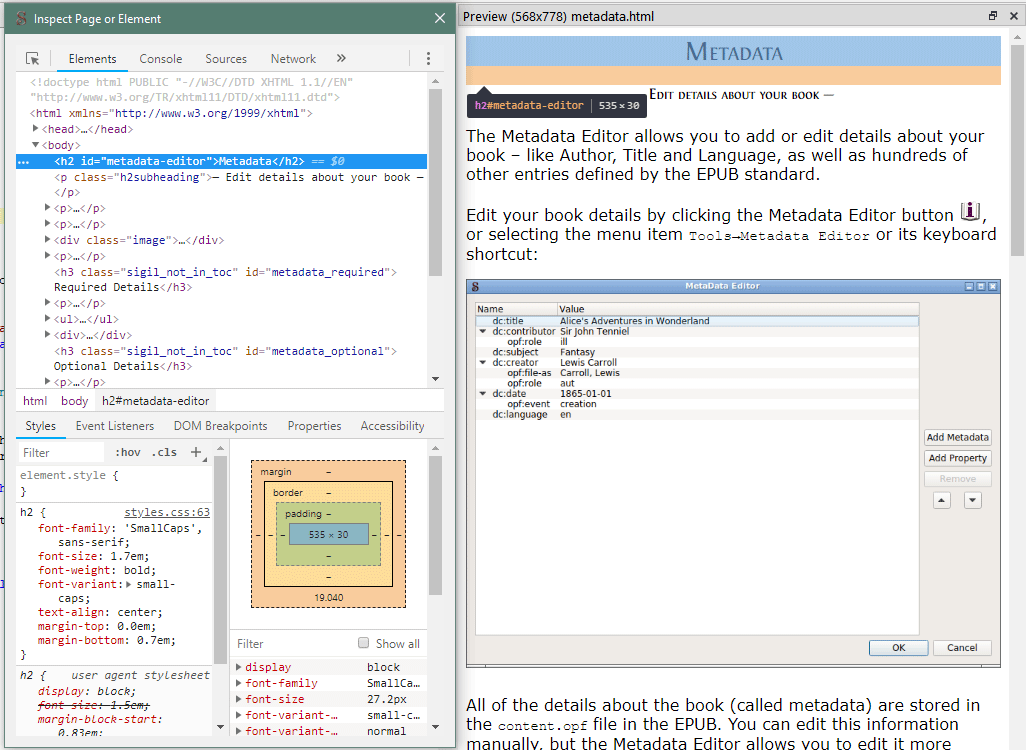 Inspect Page or Element
Elements Console Sources Network »
<!doctype html PUBLIC "-//W3C//DTD XHTML 1.1//EN"
"http://www.w3.org/TR/xhtml11/DTD/xhtml11.dtd">
<html xmlns="http://www.w3.org/1999/xhtml">
<head>…</head>
<body>
<h2 id="metadata-editor">Metadata</h2> == $0
<p class="h2subheading">— Edit details about your book —
</p>
<p>…</p>
<p>…</p>
<div class="image">…</div>
<p>…</p>
<h3 class="sigil_not_in_toc" id="metadata_required">
Required Details</h3>
<p>…</p>
<ul>…</ul>
<div>…</div>
<h3 class="sigil_not_in_toc" id="metadata_optional">
Optional Details</h3>
<p>…</p>
html body h2#metadata-editor
Styles Event Listeners DOM Breakpoints Properties Accessibility
Filter :hov .cls +
element.style {
}
h2 { styles.css:63
font-family: 'SmallCaps',
sans-serif;
font-size: 1.7em;
font-weight: bold;
font-variant: small-
caps;
text-align: center;
margin-top: 0.0em;
margin-bottom: 0.7em;
}
h2 { user agent stylesheet
display: block;
font-size: 1.5em;
margin-block-start:
0.83em;
margin –
border –
padding –
– – – 535 × 30 – – –
–
–
19.040
Filter Show all
display block
font-family SmallCa…
font-size 27.2px
font-variant-… small-c…
font-variant-… normal
Preview (568x778) metadata.html
Metadata
h2#metadata-editor 535 × 30
Edit details about your book —
The Metadata Editor allows you to add or edit details about your
book – like Author, Title and Language, as well as hundreds of
other entries defined by the EPUB standard.
Edit your book details by clicking the Metadata Editor button ,
or selecting the menu item Tools→Metadata Editor or its keyboard
shortcut:
MetaData Editor
Name Value
dc:title Alice's Adventures in Wonderland
dc:contributor Sir John Tenniel
opf:role ill
dc:subject Fantasy
dc:creator Lewis Carroll
opf:file-as Carroll, Lewis
opf:role aut
dc:date 1865-01-01
opf:event creation
dc:language en
Add Metadata
Add Property
Remove
OK Cancel
All of the details about the book (called metadata) are stored in
the content.opf file in the EPUB. You can edit this information
manually, but the Metadata Editor allows you to edit it more